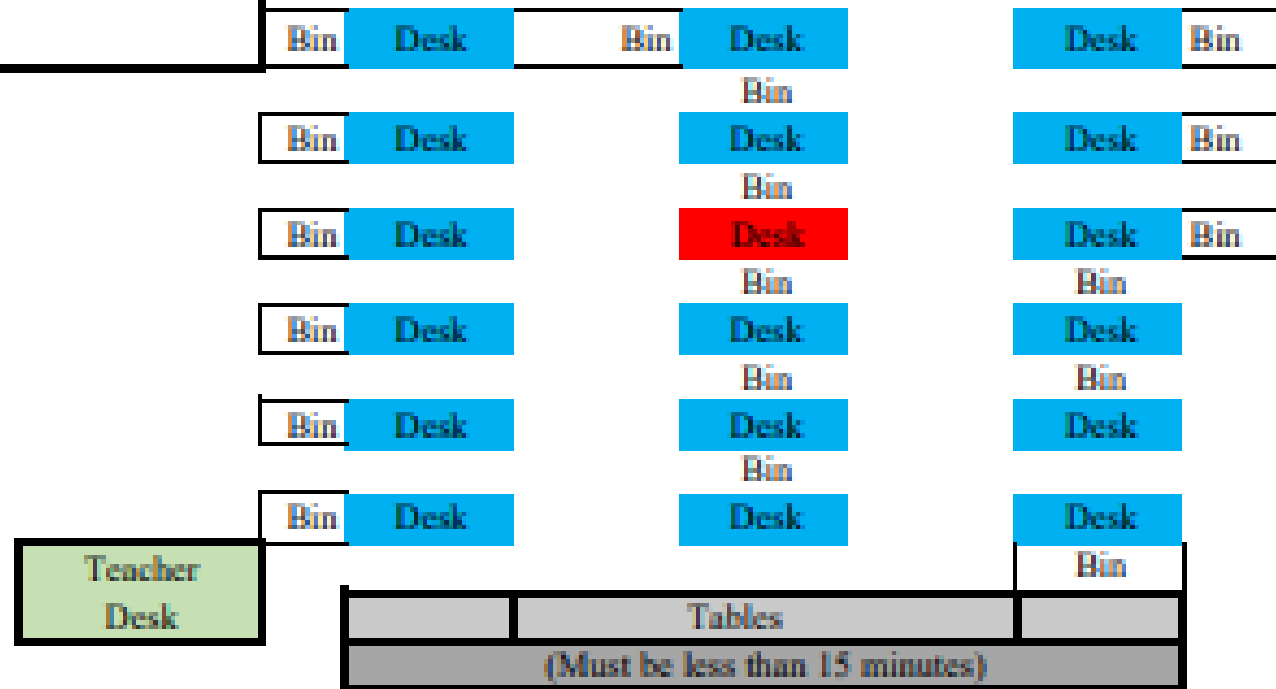 Bin Desk Bin Desk Desk Bin
Bin
Bin Desk Desk Desk Bin
Bin
Bin Desk Desk Desk Bin
Bin Bin
Bin Desk Desk Desk
Bin Bin
Bin Desk Desk Desk
Bin
Bin Desk Desk Desk
Teacher Bin
Desk Tables
(Must be less than 15 minutes)